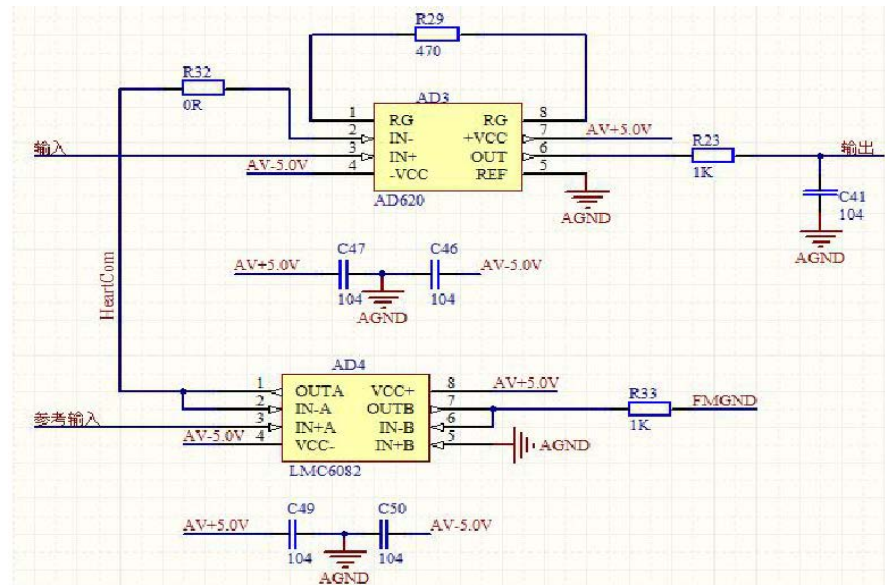 R29
470
R32
0R
AD3
1 RG RG 8
2 IN- +VCC 7 AV+5.0V
输入 3 IN+ OUT 6 R23 输出
AV-5.0V 4 -VCC REF 5 1K
AD620
AGND
C41
104
AGND
C47 C46
AV+5.0V AV-5.0V
104 104
AGND
HeartCom
AD4
1 OUTA VCC+ 8 AV+5.0V
2 IN-A OUTB 7 R33 FMGND
参考输入 3 IN+A IN-B 6 1K
AV-5.0V 4 VCC- IN+B 5 AGND
LMC6082
C49 C50
AV+5.0V AV-5.0V
104 104
AGND